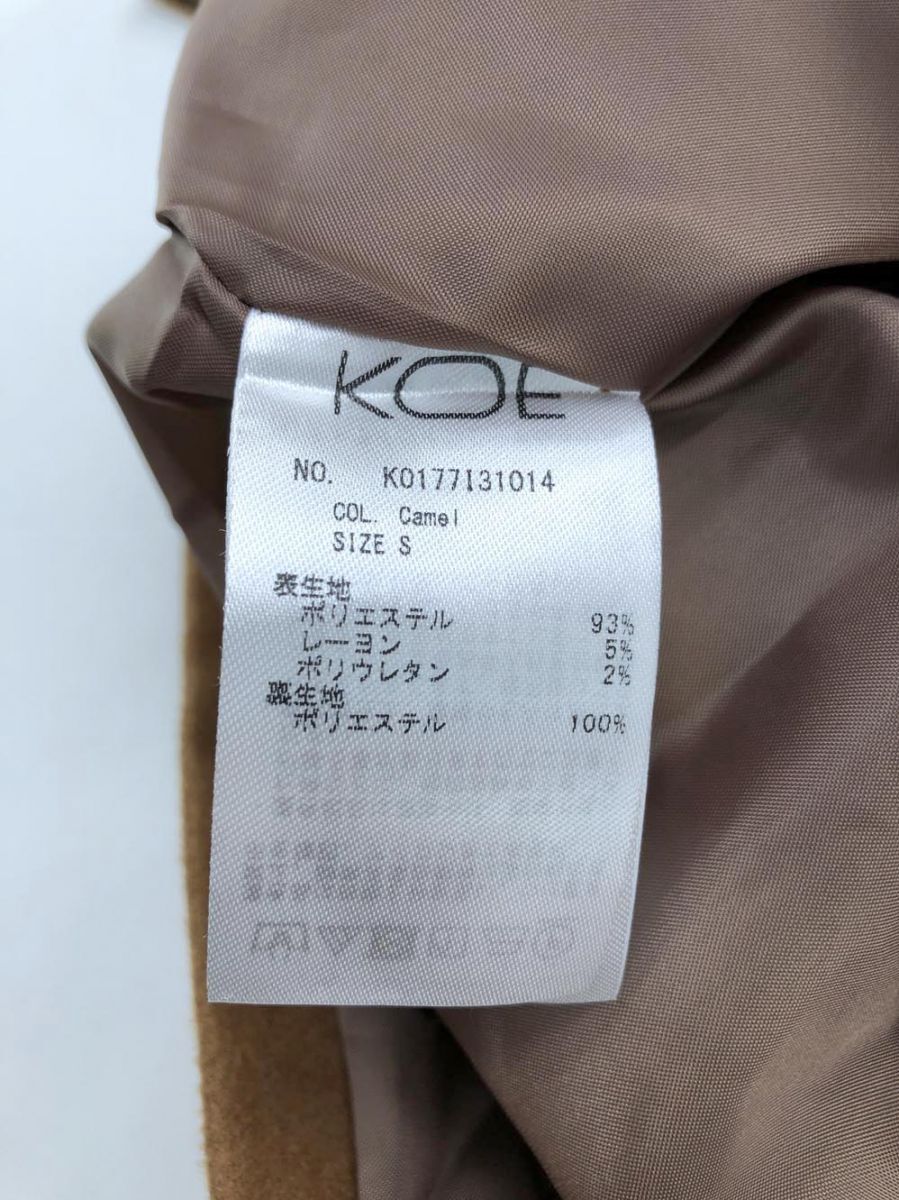 KOE
NO. K0177131014
COL. Camel
SIZE S
表生地
ポリエステル 93%
レーヨン 5%
ポリウレタン 2%
裏生地
ポリエステル 100%